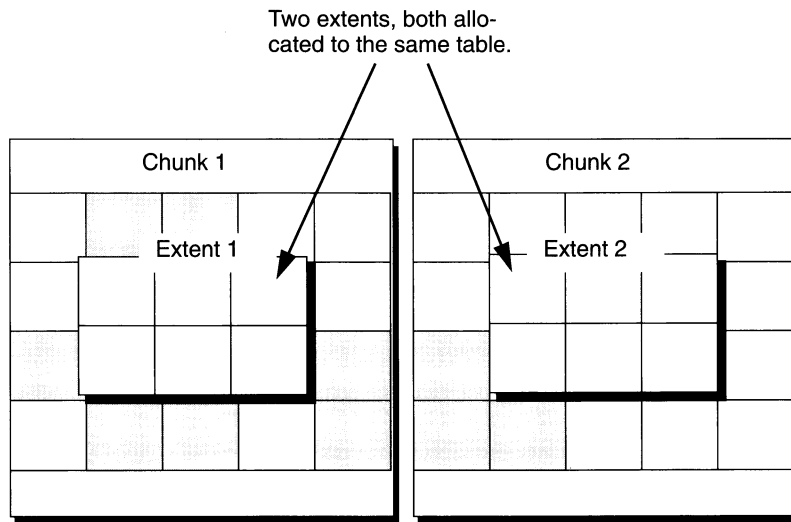 Two extents, both allo-
cated to the same table.
Chunk 1
Chunk 2
Extent 1
Extent 2